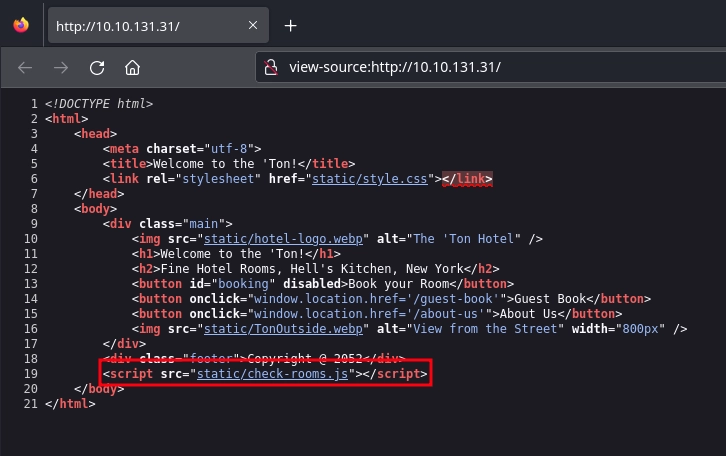 http://10.10.131.31/
view-source:http://10.10.131.31/
1 <!DOCTYPE html>
2 <html>
3     <head>
4         <meta charset="utf-8">
5         <title>Welcome to the 'Ton!</title>
6         <link rel="stylesheet" href="static/style.css"></link>
7     </head>
8     <body>
9         <div class="main">
10             <img src="static/hotel-logo.webp" alt="The 'Ton Hotel" />
11             <h1>Welcome to the 'Ton!</h1>
12             <h2>Fine Hotel Rooms, Hell's Kitchen, New York</h2>
13             <button id="booking" disabled>Book your Room</button>
14             <button onclick="window.location.href='/guest-book'">Guest Book</button>
15             <button onclick="window.location.href='/about-us'">About Us</button>
16             <img src="static/TonOutside.webp" alt="View from the Street" width="800px" />
17         </div>
18         <div class="footer">Copyright @ 2052</div>
19         <script src="static/check-rooms.js"></script>
20     </body>
21 </html>